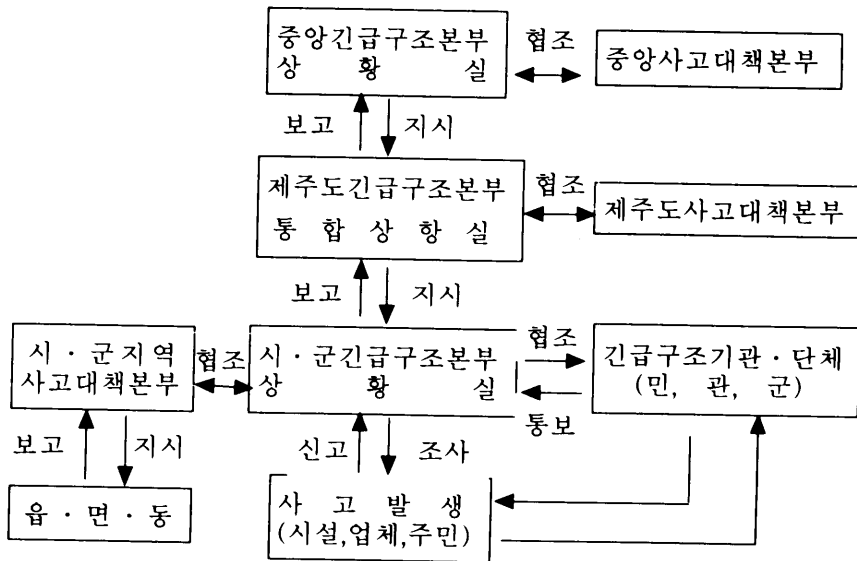 중앙긴급구조본부
상 황 실
협조
중앙사고대책본부
보고
지시
제주도긴급구조본부
통 합 상 항 실
협조
제주도사고대책본부
보고
지시
시 · 군지역
사고대책본부
협조
시 · 군긴급구조본부
상 황 실
협조
통보
긴급구조기관 · 단체
(민, 관, 군)
보고
지시
신고
조사
읍 · 면 · 동
사 고 발 생
(시설,업체,주민)